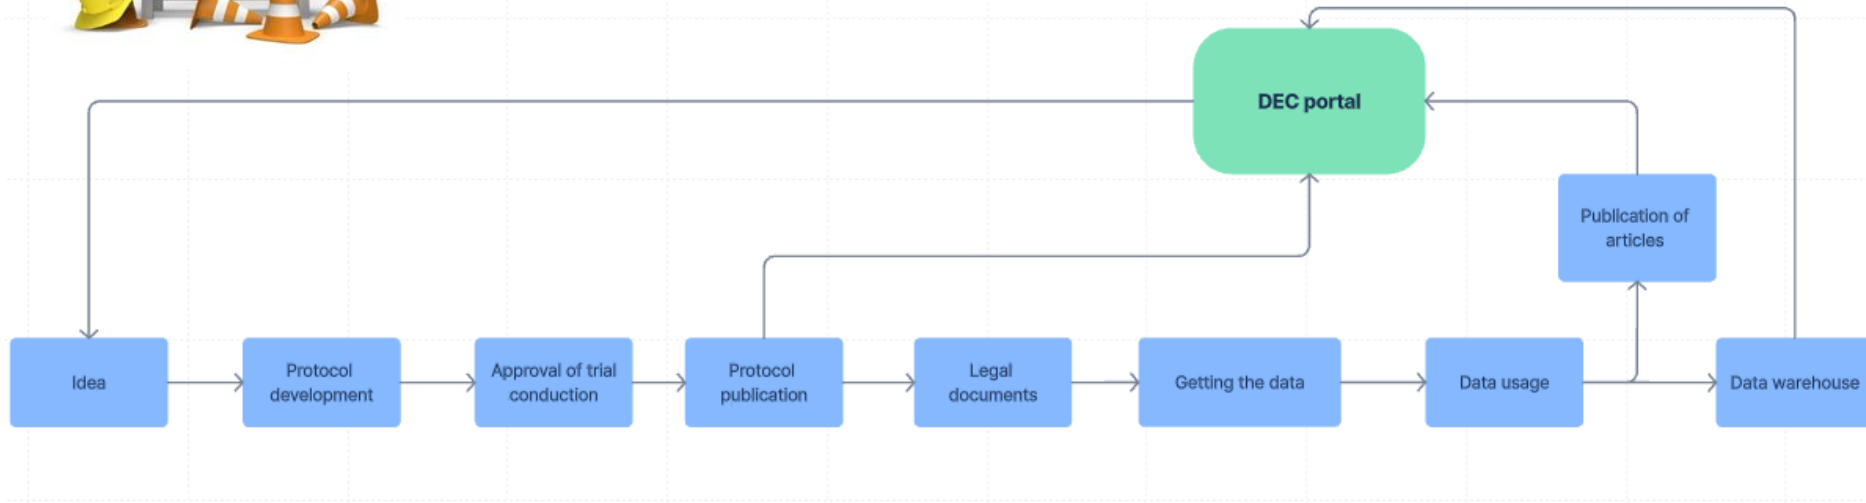 DEC portal
Publication of
articles
Idea
Protocol
development
Approval of trial
conduction
Protocol
publication
Legal
documents
Getting the data
Data usage
Data warehouse